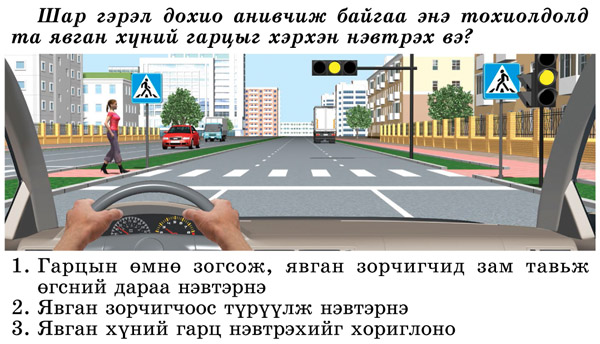 Шар гэрэл дохио анивчиж байгаа энэ тохиолдолд
та явган хүний гарцыг хэрхэн нэвтрэх вэ?
1. Гарцын өмнө зогсож, явган зорчигчид зам тавьж
өгсний дараа нэвтэрнэ
2. Явган зорчигчоос түрүүлж нэвтэрнэ
3. Явган хүний гарц нэвтрэхийг хориглоно